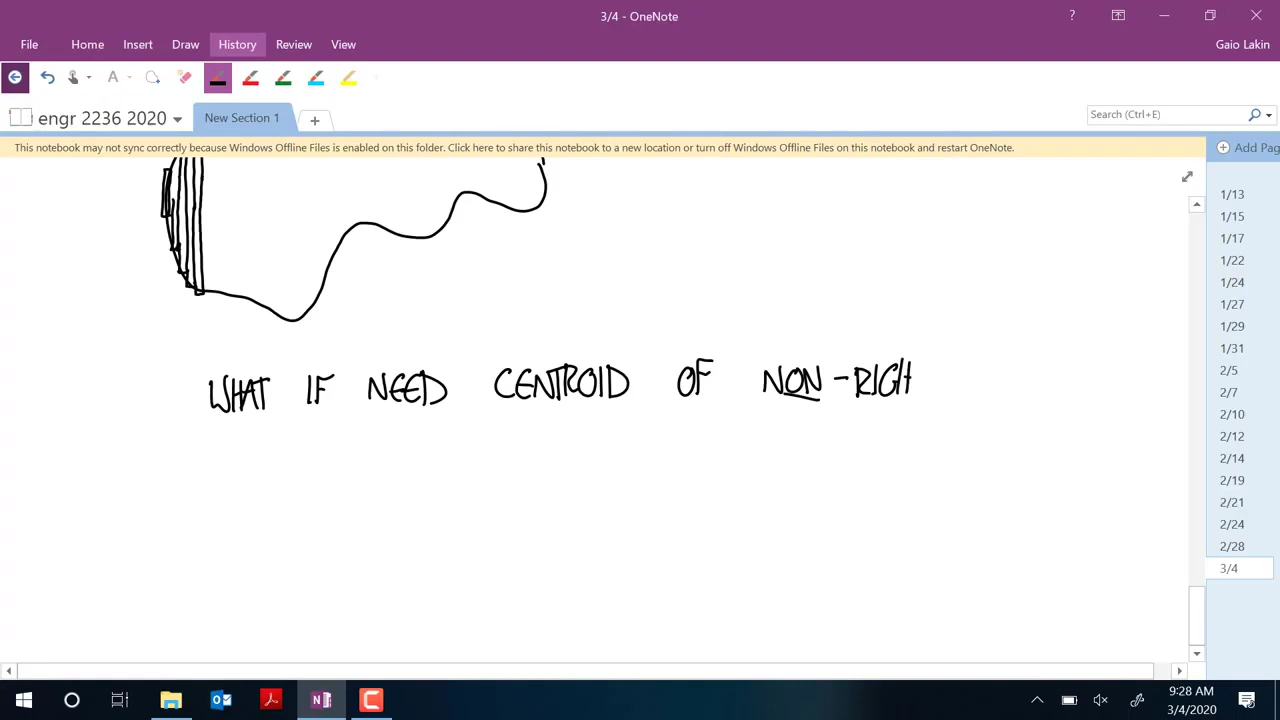 3/4 - OneNote
?
File Home Insert Draw History Review View
Gaio Lakin
A
engr 2236 2020
New Section 1
+
Search (Ctrl+E)
This notebook may not sync correctly because Windows Offline Files is enabled on this folder. Click here to share this notebook to a new location or turn off Windows Offline Files on this notebook and restart OneNote.
Add Pag
1/13
1/15
1/17
1/22
1/24
1/27
1/29
1/31
2/5
2/7
2/10
2/12
2/14
2/19
2/21
2/24
2/28
3/4
WHAT IF NEED CENTROID OF NON-RIGH
9:28 AM
3/4/2020